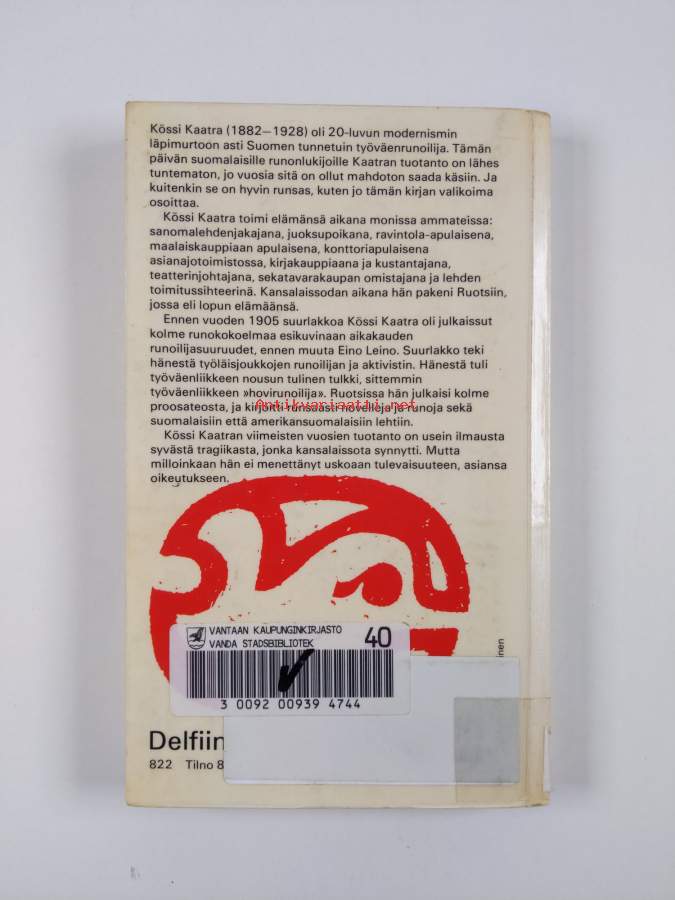 Kössi Kaatra (1882—1928) oli 20-luvun modernismin
läpimurtoon asti Suomen tunnetuin työväenrunoilija. Tämän
päivän suomalaisille runonlukijoille Kaatran tuotanto on lähes
tuntematon, jo vuosia sitä on ollut mahdoton saada käsiin. Ja
kuitenkin se on hyvin runsas, kuten jo tämän kirjan valikoima
osoittaa.
Kössi Kaatra toimi elämänsä aikana monissa ammateissa:
sanomalehdenjakajana, juoksupoikana, ravintola-apulaisena,
maalaiskauppiaan apulaisena, konttoriapulaisena
asianajotoimistossa, kirjakauppiaana ja kustantajana,
teatterinjohtajana, sekatavarakaupan omistajana ja lehden
toimitussihteerinä. Kansalaissodan aikana hän pakeni Ruotsiin,
jossa eli lopun elämäänsä.
Ennen vuoden 1905 suurlakkoa Kössi Kaatra oli julkaissut
kolme runokokoelmaa esikuvinaan aikakauden
runoilijasuuruudet, ennen muuta Eino Leino. Suurlakko teki
hänestä työläisjoukkojen runoilijan ja aktivistin. Hänestä tuli
työväenliikkeen nousun tulinen tulkki, sittemmin
työväenliikkeen »hovirunoilija». Ruotsissa hän julkaisi kolme
proosateosta, ja kirjoitti runsaasti novelleja ja runoja sekä
Antikvariaatti.net
suomalaisiin että amerikansuomalaisiin lehtiin.
Kössi Kaatran viimeisten vuosien tuotanto on usein ilmausta
syvästä tragiikasta, jonka kansalaissota synnytti. Mutta
milloinkaan hän ei menettänyt uskoaan tulevaisuuteen, asiansa
oikeutukseen.
VANTAAN KAUPUNGINKIRJASTO 40
VANDA STADSBIBLIOTEK
3 0092 00939 4744
inen
Delfiin
822 Tilno 8